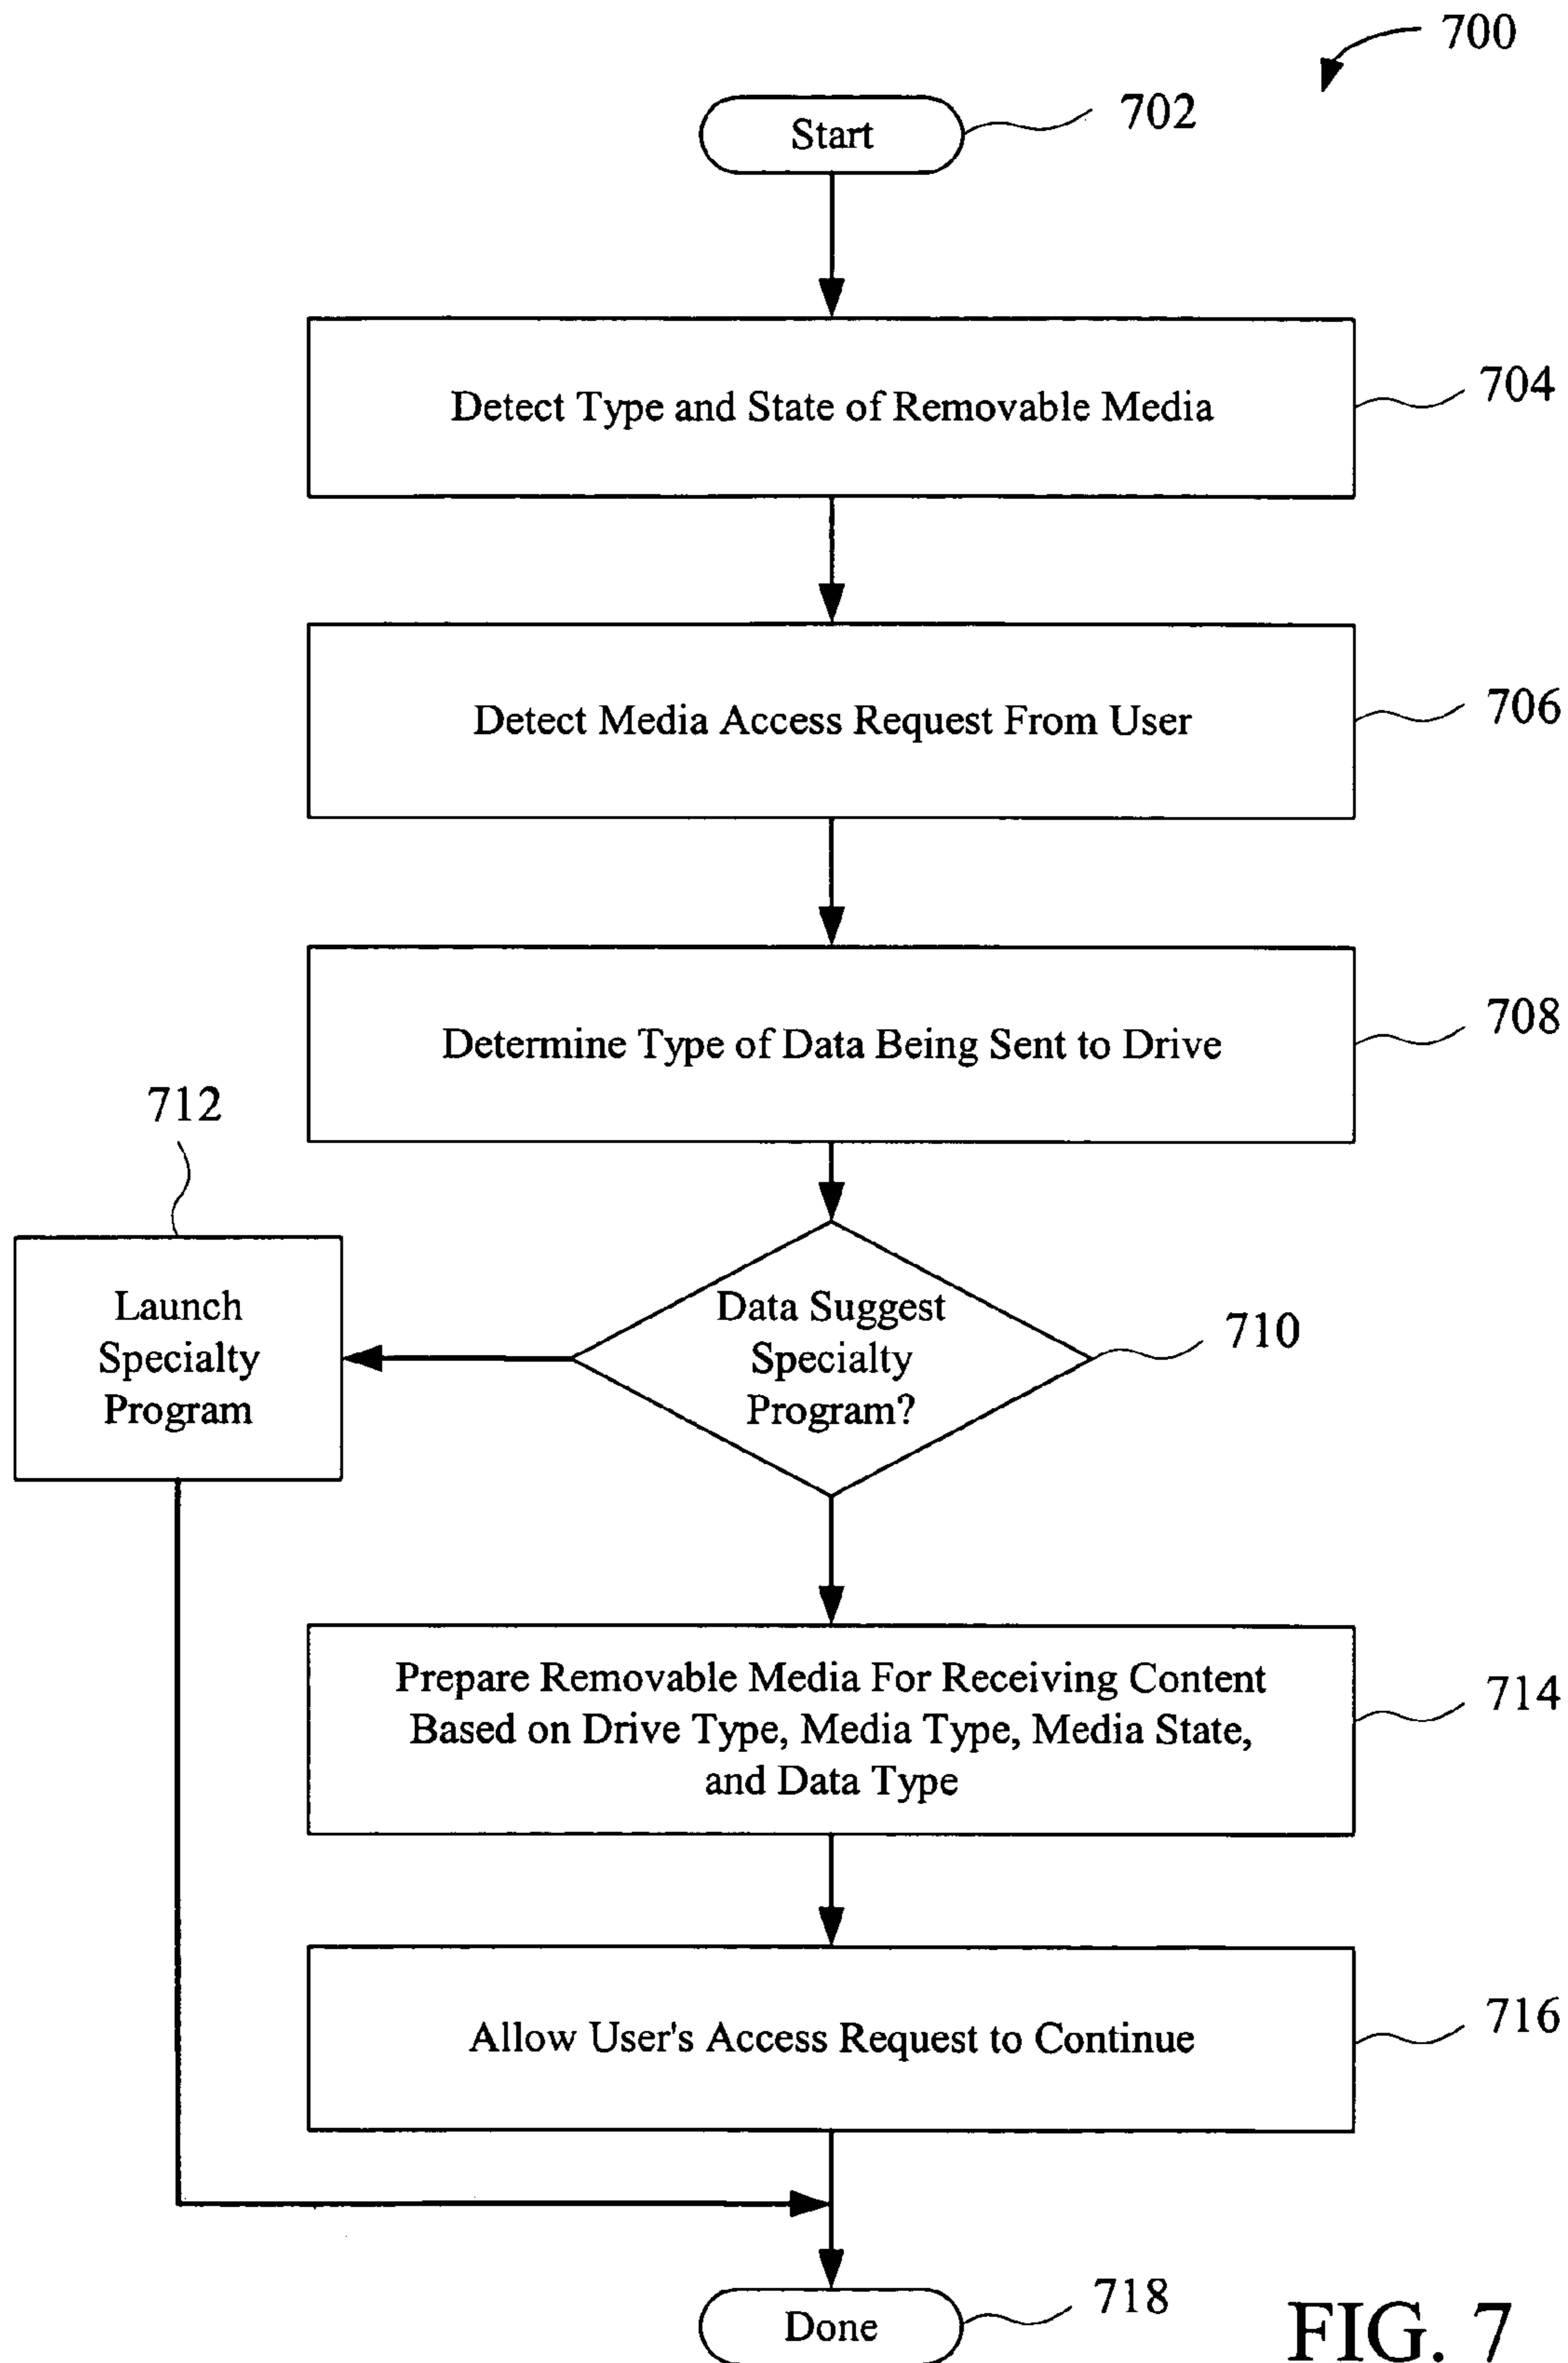 700
Start
702
Detect Type and State of Removable Media
704
Detect Media Access Request From User
706
Determine Type of Data Being Sent to Drive
708
712
Launch
Specialty
Program
Data Suggest
Specialty
Program?
710
Prepare Removable Media For Receiving Content
Based on Drive Type, Media Type, Media State,
and Data Type
714
Allow User's Access Request to Continue
716
Done
718
FIG. 7